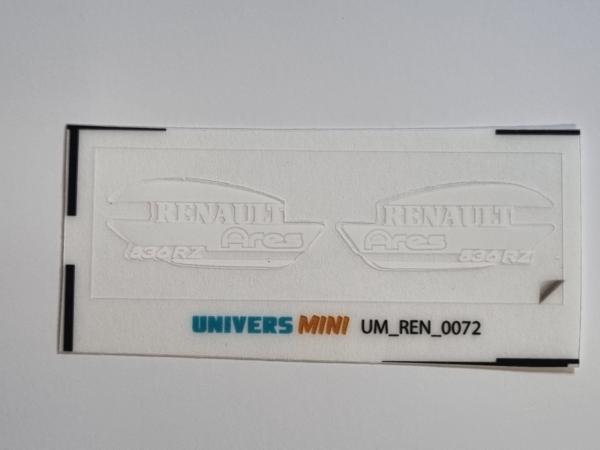 RENAULT
Ares
836 RZ
RENAULT
Ares
836 RZ
UNIVERS MINI UM_REN_0072